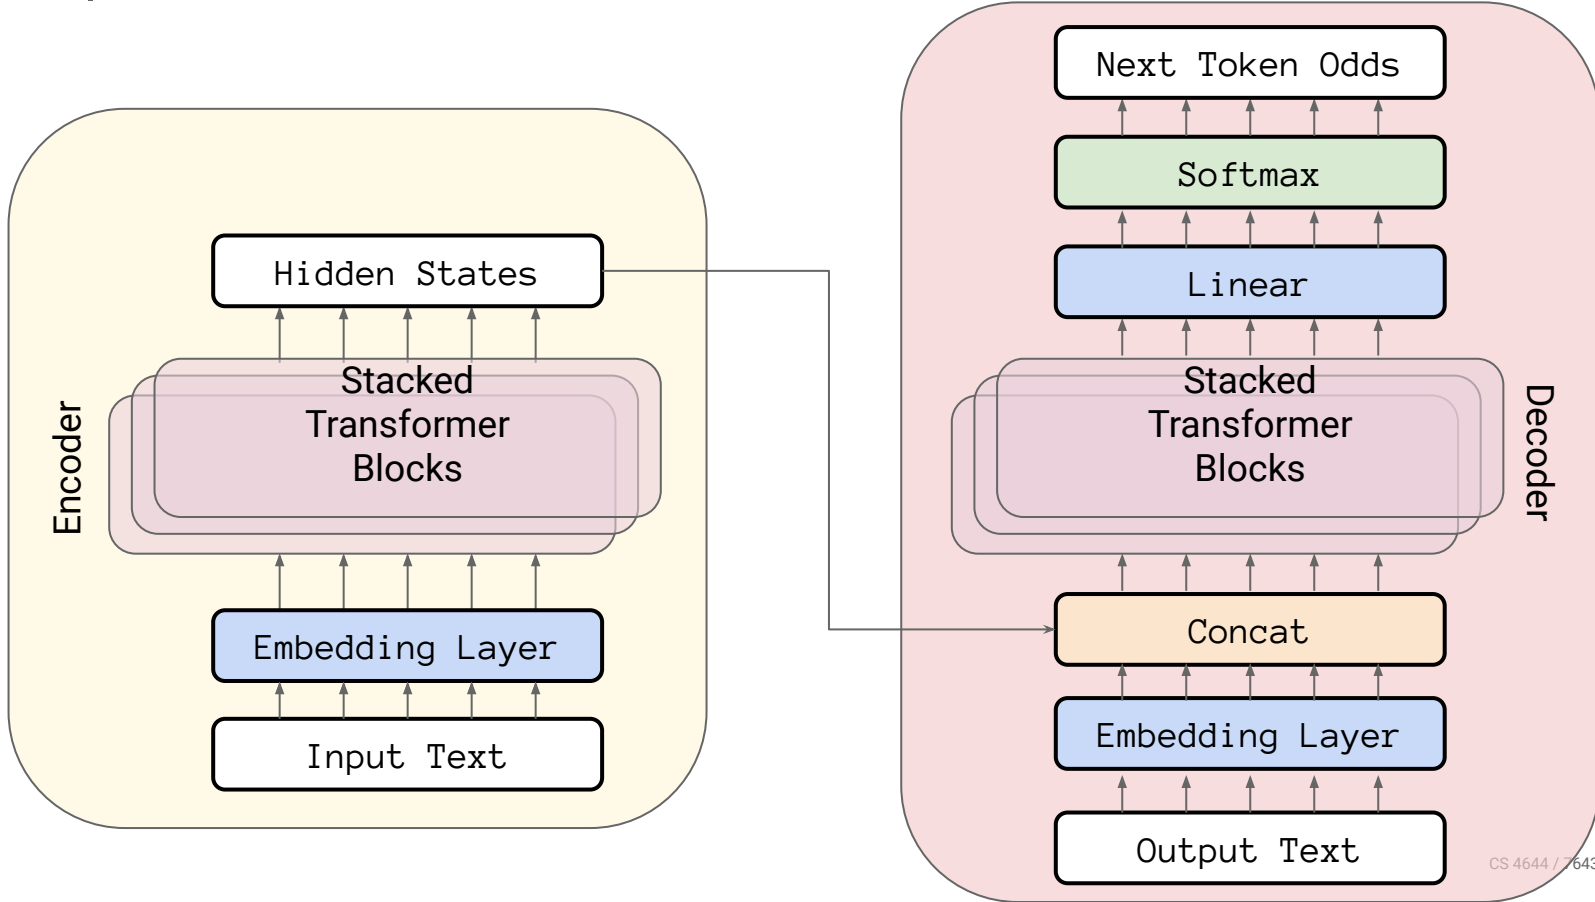 Encoder
Hidden States
Stacked
Transformer
Blocks
Embedding Layer
Input Text
Next Token Odds
Softmax
Linear
Stacked
Transformer
Blocks
Decoder
Concat
Embedding Layer
Output Text
CS 4644 / 7643